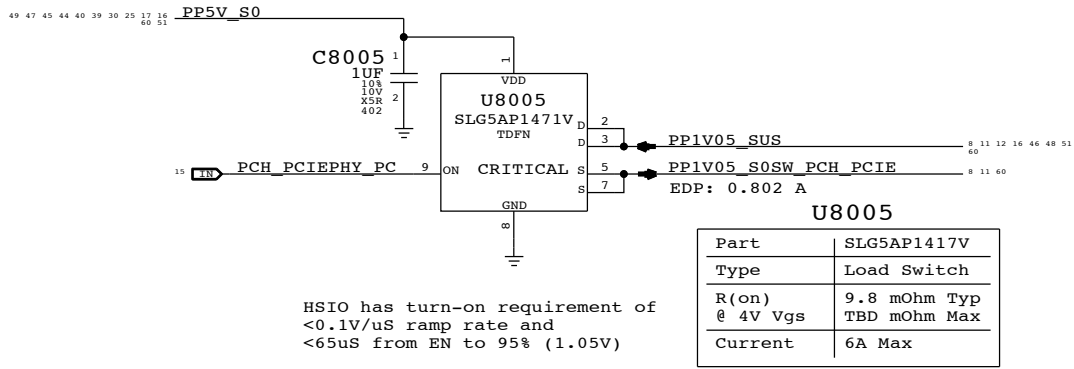 49 47 45 44 40 39 30 25 17 16
60 51
PP5V_S0
C8005
1
1UF
10%
10V
X5R
402
2
1
VDD
U8005
SLG5AP1471V
TDFN
D 2
D 3
PP1V05_SUS
8 11 12 16 46 48 51
60
15 IN PCH_PCIEPHY_PC 9 ON
CRITICAL
S 5
PP1V05_S0SW_PCH_PCIE
8 11 60
S 7
EDP: 0.802 A
GND
8
U8005
Part SLG5AP1417V
Type Load Switch
R(on) 9.8 mOhm Typ
@ 4V Vgs TBD mOhm Max
Current 6A Max
HSIO has turn-on requirement of
<0.1V/uS ramp rate and
<65uS from EN to 95% (1.05V)